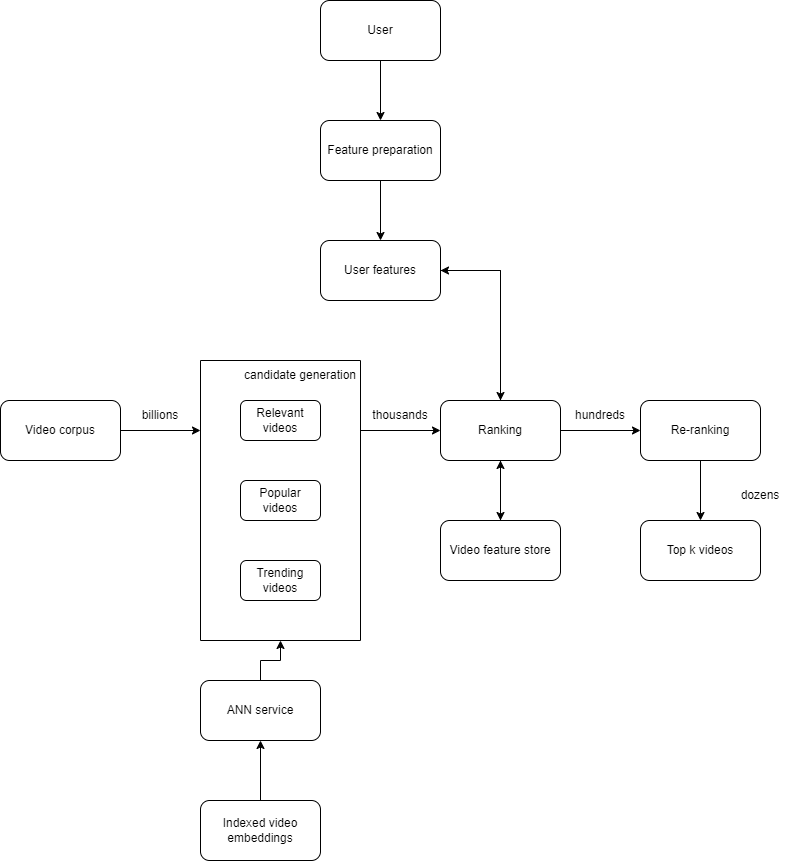 User
Feature preparation
User features
candidate generation
Video corpus
billions
Relevant
videos
thousands
Ranking
hundreds
Re-ranking
Popular
videos
dozens
Video feature store
Top k videos
Trending
videos
ANN service
Indexed video
embeddings